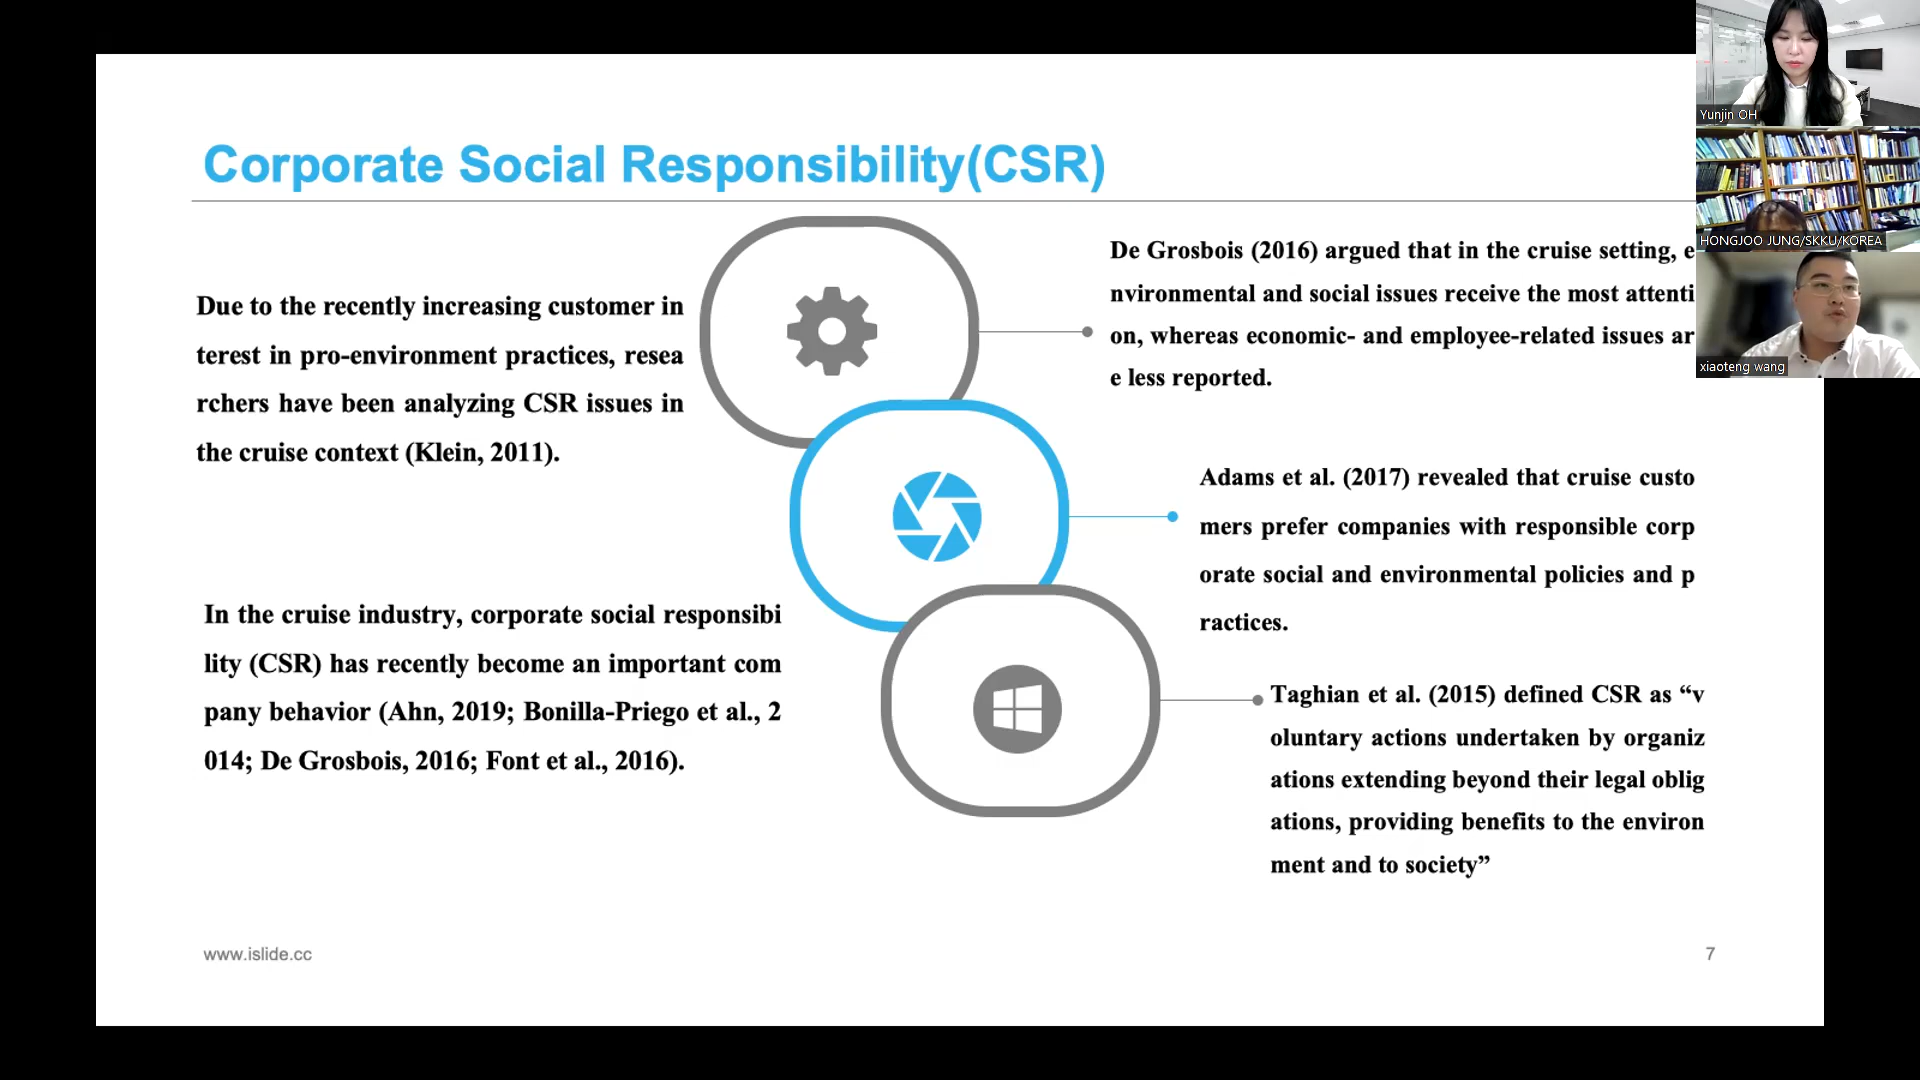 Corporate Social Responsibility(CSR)
Due to the recently increasing customer in
terest in pro-environment practices, resea
rchers have been analyzing CSR issues in
the cruise context (Klein, 2011).
In the cruise industry, corporate social responsibi
lity (CSR) has recently become an important com
pany behavior (Ahn, 2019; Bonilla-Priego et al., 2
014; De Grosbois, 2016; Font et al., 2016).
De Grosbois (2016) argued that in the cruise setting, e
nvironmental and social issues receive the most attenti
on, whereas economic- and employee-related issues ar
e less reported.
Adams et al. (2017) revealed that cruise custo
mers prefer companies with responsible corp
orate social and environmental policies and p
ractices.
Taghian et al. (2015) defined CSR as “v
oluntary actions undertaken by organiz
ations extending beyond their legal oblig
ations, providing benefits to the environ
ment and to society”
www.islide.cc
7
Yunjin OH
HONGJOO JUNG/SKKU/KOREA
xiaoteng wang